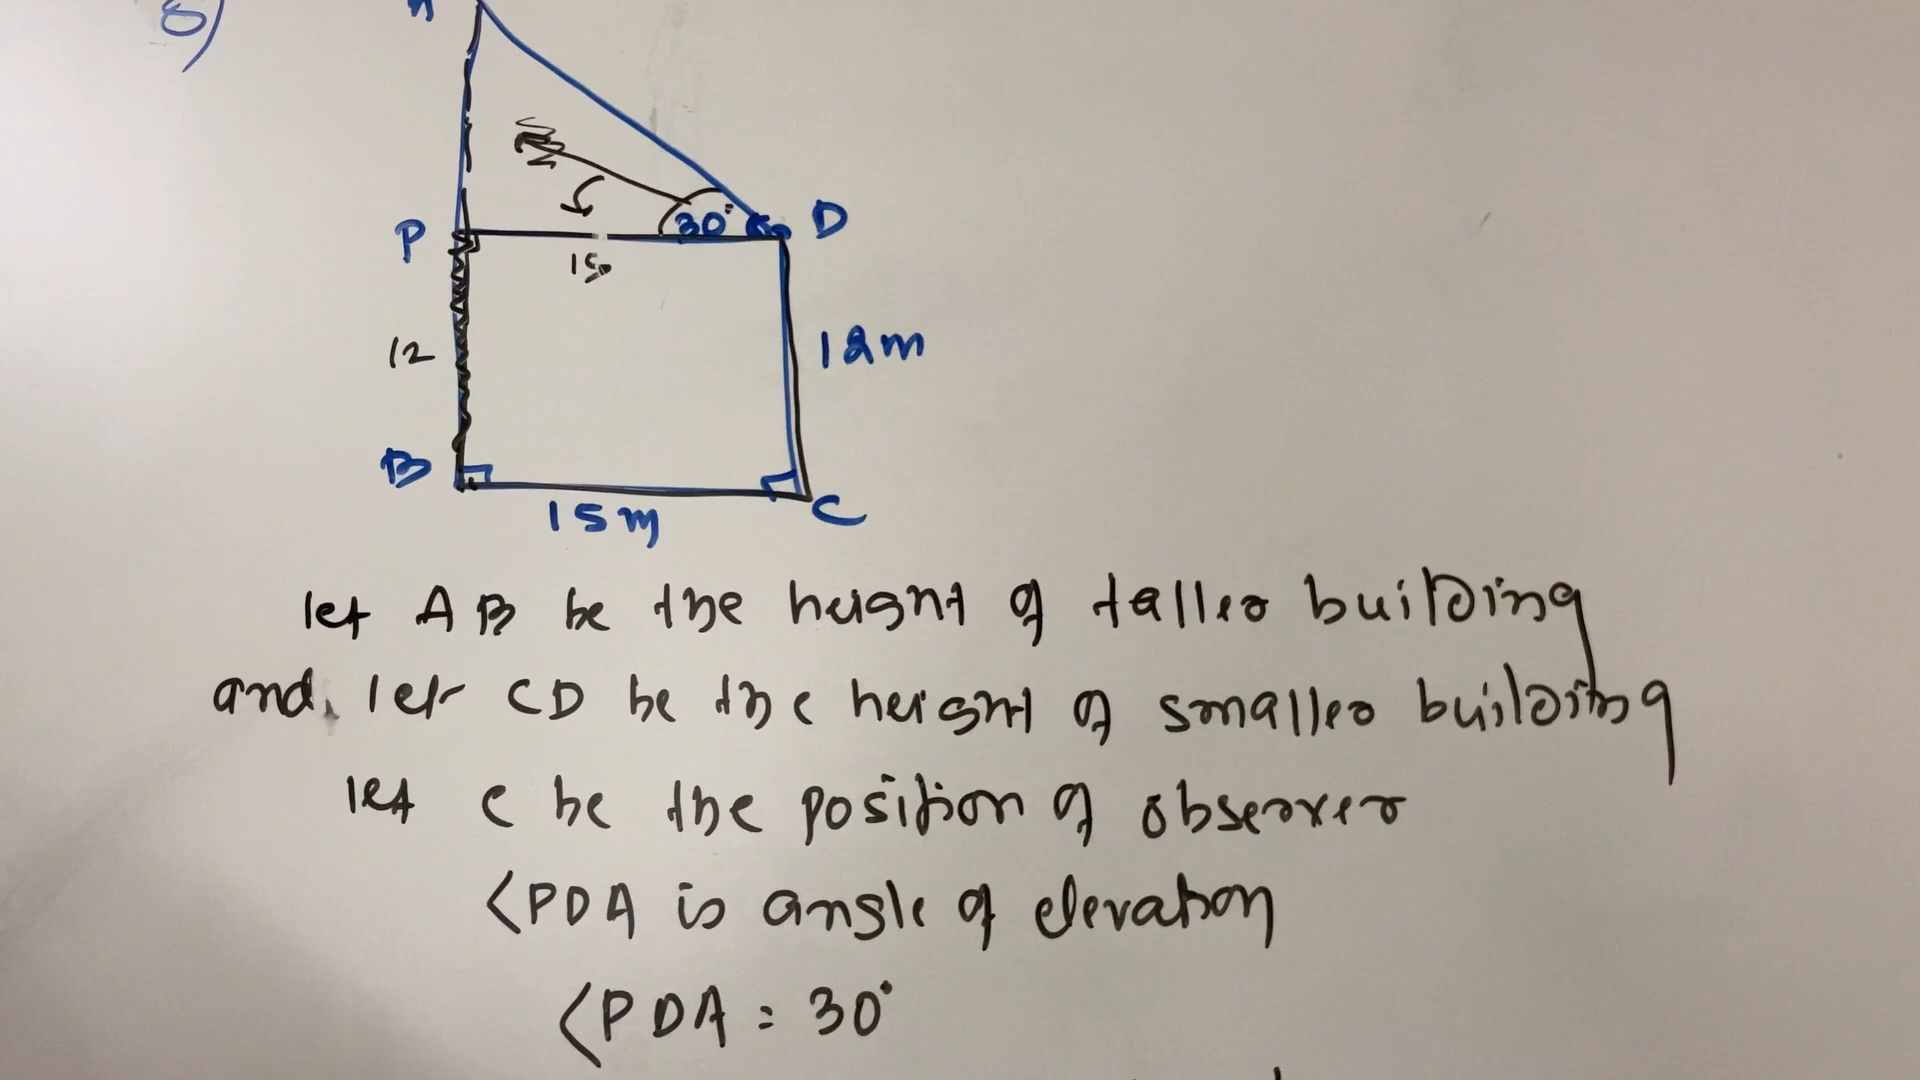 8)
A
P 30° D
15
12 12m
B C
15m
let AB be the height of taller building
and, let CD be the height of smaller building
let C be the position of observer
<PDA is angle of elevation
<PDA = 30°